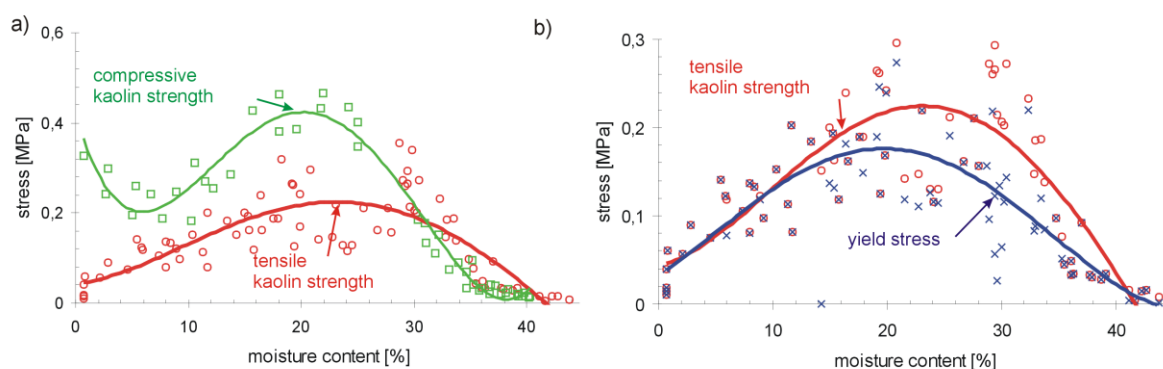 a)
0,6
0,4
0,2
0
stress [MPa]
compressive
kaolin strength
tensile
kaolin strength
0
10
20
30
40
moisture content [%]
b)
0,3
0,2
0,1
0
stress [MPa]
tensile
kaolin strength
yield stress
0
10
20
30
40
moisture content [%]